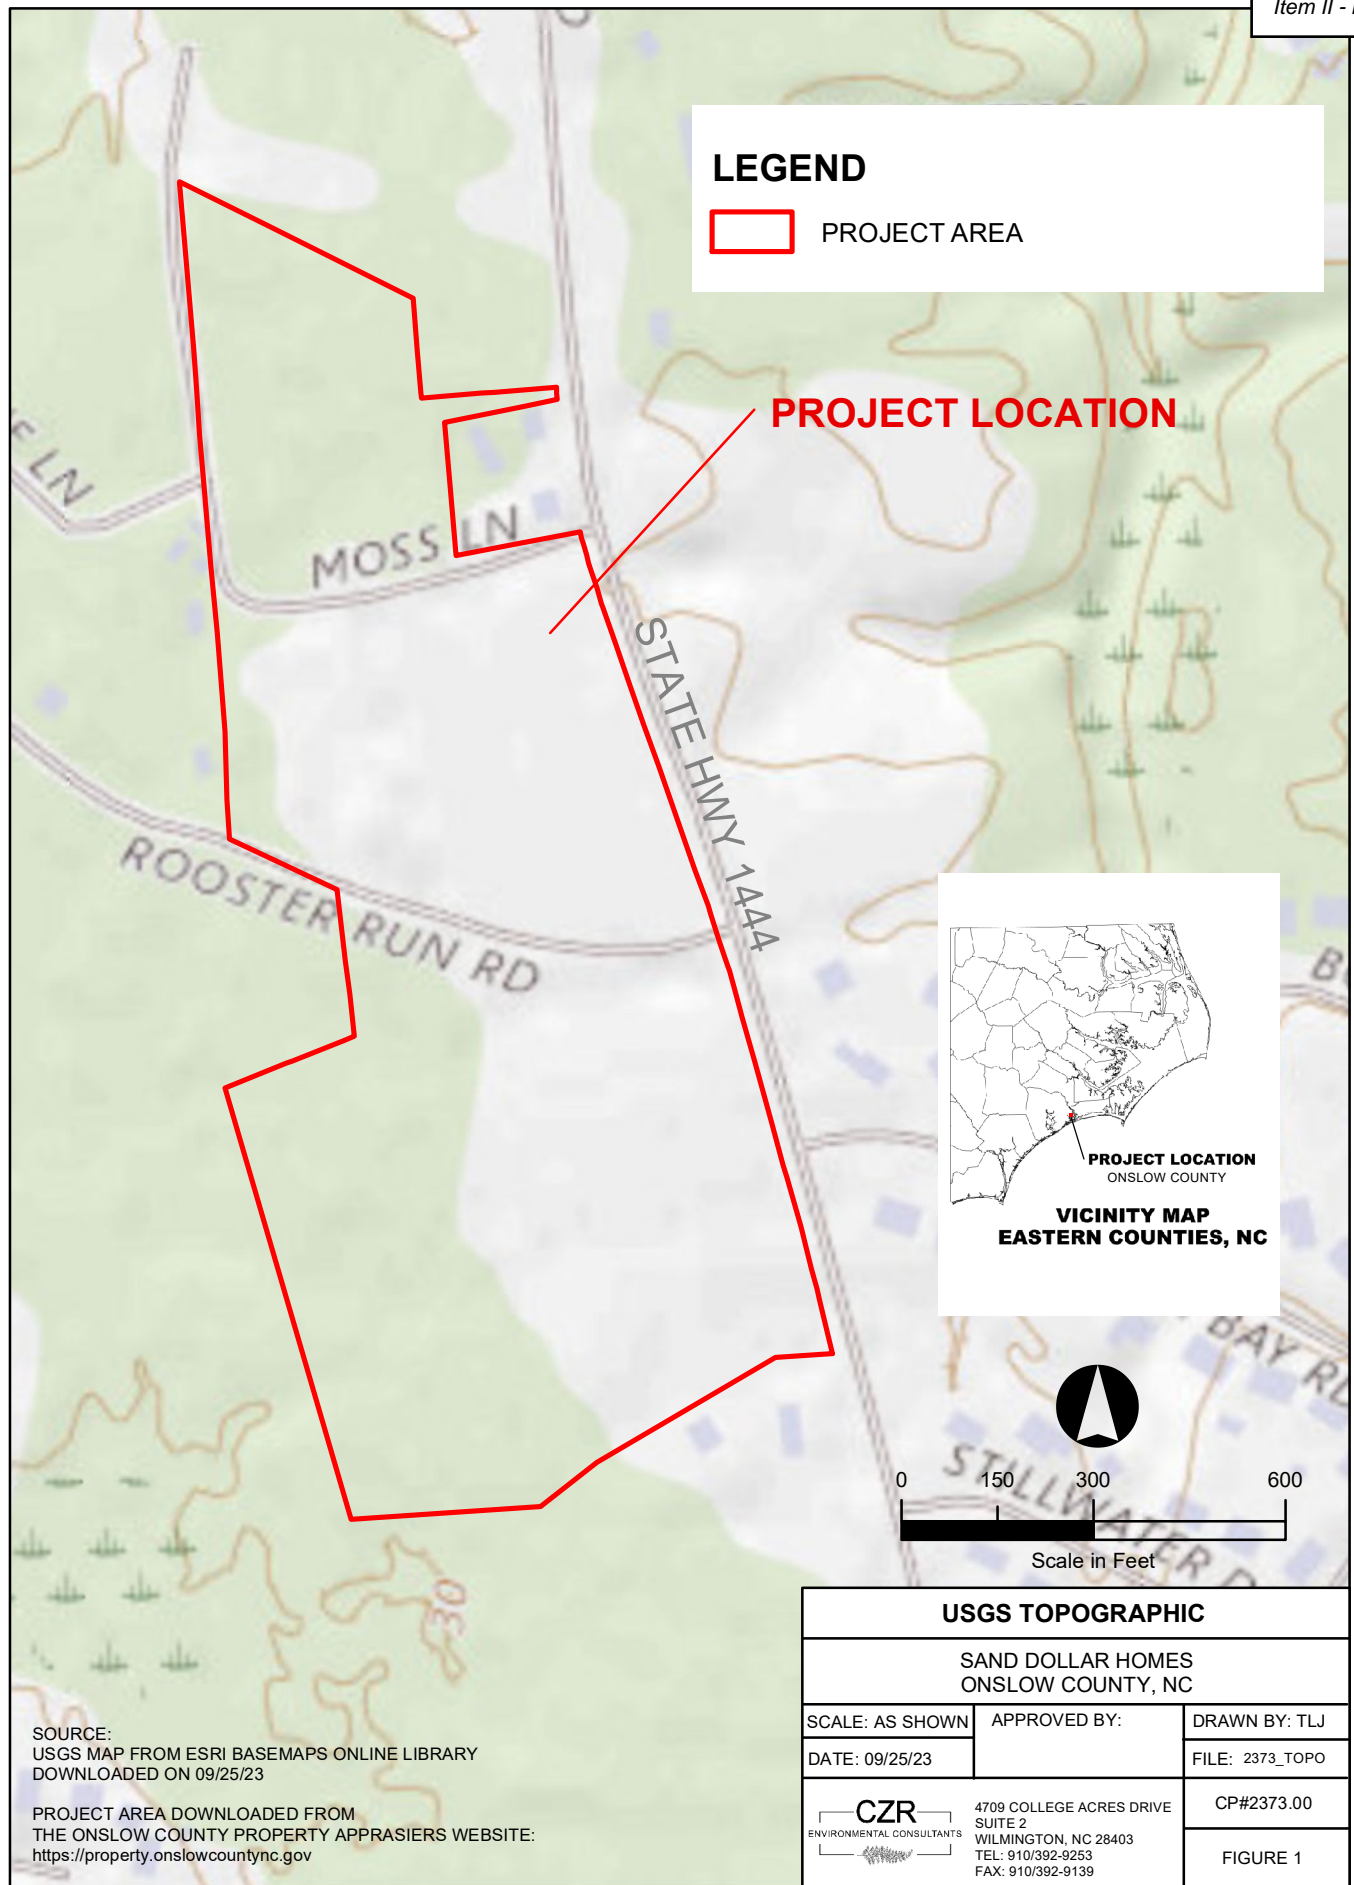 Item II -
LEGEND
PROJECT AREA
PROJECT LOCATION
LN
MOSS LN
STATE HWY 1444
ROOSTER RUN RD
PROJECT LOCATION
ONSLOW COUNTY
VICINITY MAP
EASTERN COUNTIES, NC
BAY RD
STILLWATER D
0 150 300 600
Scale in Feet
30
USGS TOPOGRAPHIC
SAND DOLLAR HOMES
ONSLOW COUNTY, NC
SCALE: AS SHOWN
APPROVED BY:
DRAWN BY: TLJ
DATE: 09/25/23
FILE: 2373_TOPO
CZR
ENVIRONMENTAL CONSULTANTS
4709 COLLEGE ACRES DRIVE
SUITE 2
WILMINGTON, NC 28403
TEL: 910/392-9253
FAX: 910/392-9139
CP#2373.00
FIGURE 1
SOURCE:
USGS MAP FROM ESRI BASEMAPS ONLINE LIBRARY
DOWNLOADED ON 09/25/23
PROJECT AREA DOWNLOADED FROM
THE ONSLOW COUNTY PROPERTY APPRASIERS WEBSITE:
https://property.onslowcountync.gov